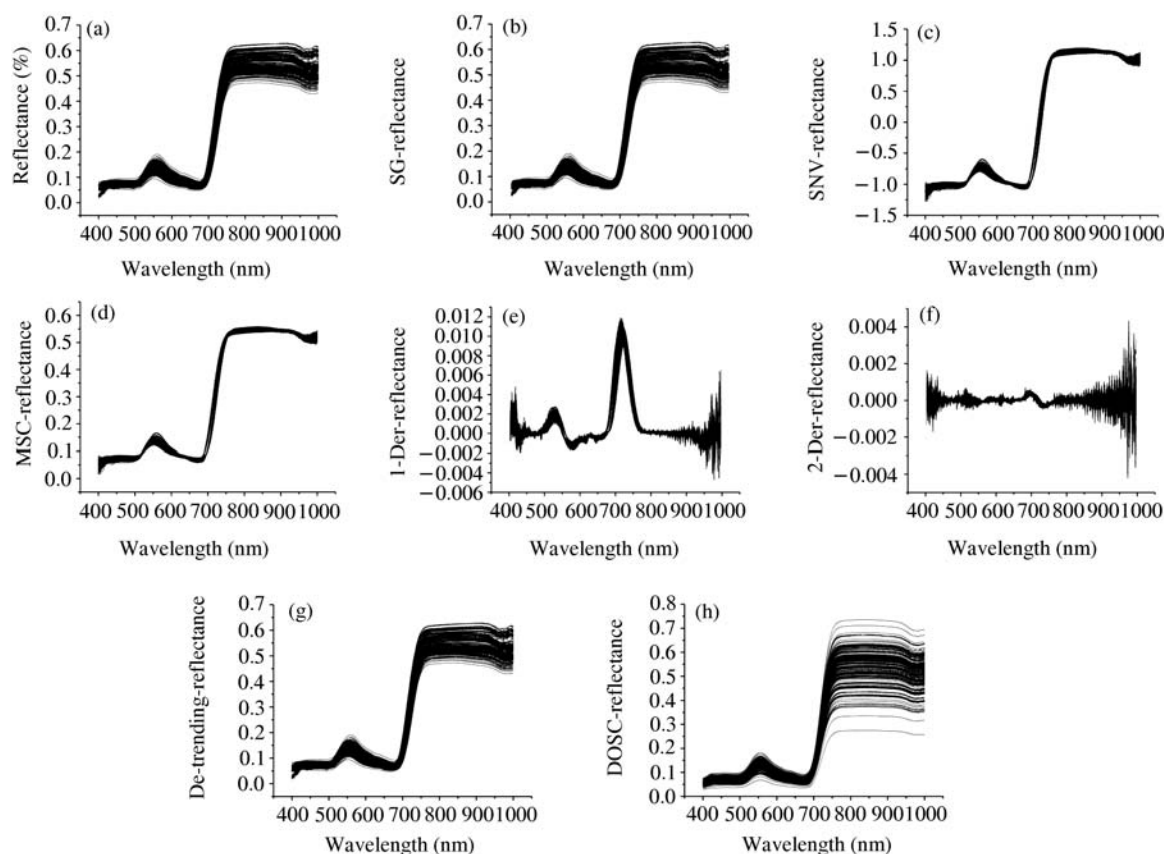 (a)
Reflectance (%)
0.7
0.6
0.5
0.4
0.3
0.2
0.1
0.0
400 500 600 700 800 900 1000
Wavelength (nm)
(b)
SG-reflectance
0.7
0.6
0.5
0.4
0.3
0.2
0.1
0.0
400 500 600 700 800 900 1000
Wavelength (nm)
(c)
SNV-reflectance
1.5
1.0
0.5
0.0
−0.5
−1.0
−1.5
400 500 600 700 800 900 1000
Wavelength (nm)
(d)
MSC-reflectance
0.6
0.5
0.4
0.3
0.2
0.1
0.0
400 500 600 700 800 900 1000
Wavelength (nm)
(e)
1-Der-reflectance
0.012
0.010
0.008
0.006
0.004
0.002
0.000
−0.002
−0.004
−0.006
400 500 600 700 800 900 1000
Wavelength (nm)
(f)
2-Der-reflectance
0.004
0.002
0.000
−0.002
−0.004
400 500 600 700 800 900 1000
Wavelength (nm)
(g)
De-trending-reflectance
0.7
0.6
0.5
0.4
0.3
0.2
0.1
0.0
400 500 600 700 800 900 1000
Wavelength (nm)
(h)
DOSC-reflectance
0.8
0.7
0.6
0.5
0.4
0.3
0.2
0.1
0.0
400 500 600 700 800 900 1000
Wavelength (nm)